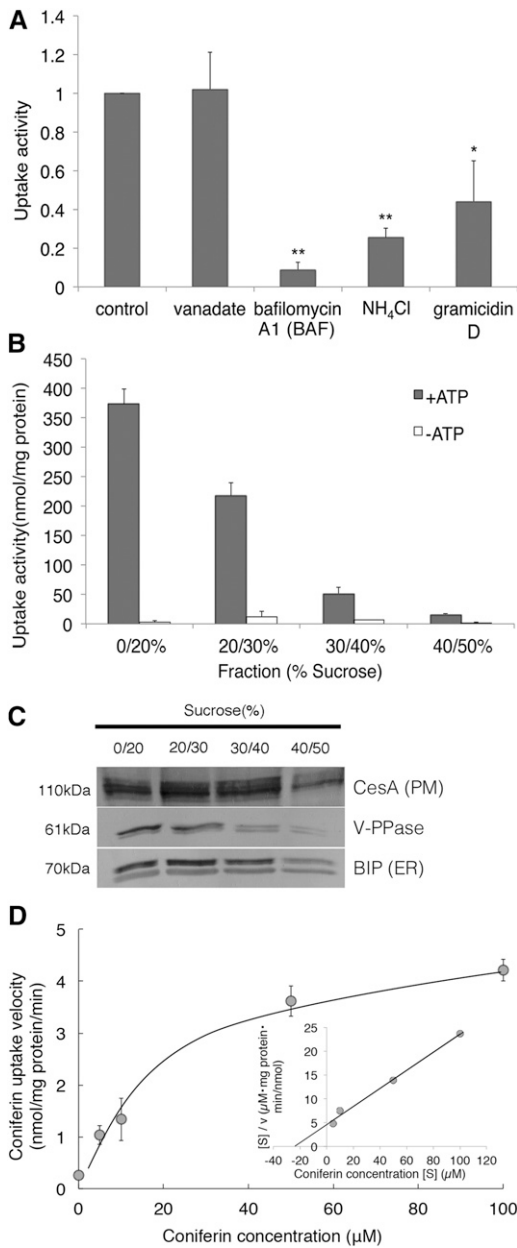 A
Uptake activity
1.4
1.2
1
0.8
0.6
0.4
0.2
0
**
**
*
control
vanadate
bafilomycin A1 (BAF)
NH4Cl
gramicidin D
B
Uptake activity(nmol/mg protein)
450
400
350
300
250
200
150
100
50
0
+ATP
-ATP
0/20%
20/30%
30/40%
40/50%
Fraction (% Sucrose)
C
Sucrose(%)
0/20
20/30
30/40
40/50
110kDa
CesA (PM)
61kDa
V-PPase
70kDa
BIP (ER)
D
Coniferin uptake velocity
(nmol/mg protein/min)
5
4
3
2
1
0
0
20
40
60
80
100
Coniferin concentration (μM)
[S] / v (μM・mg protein・
min/nmol)
25
20
15
10
5
0
-40
-20
0
20
40
60
80
100
120
Coniferin concentration [S] (μM)